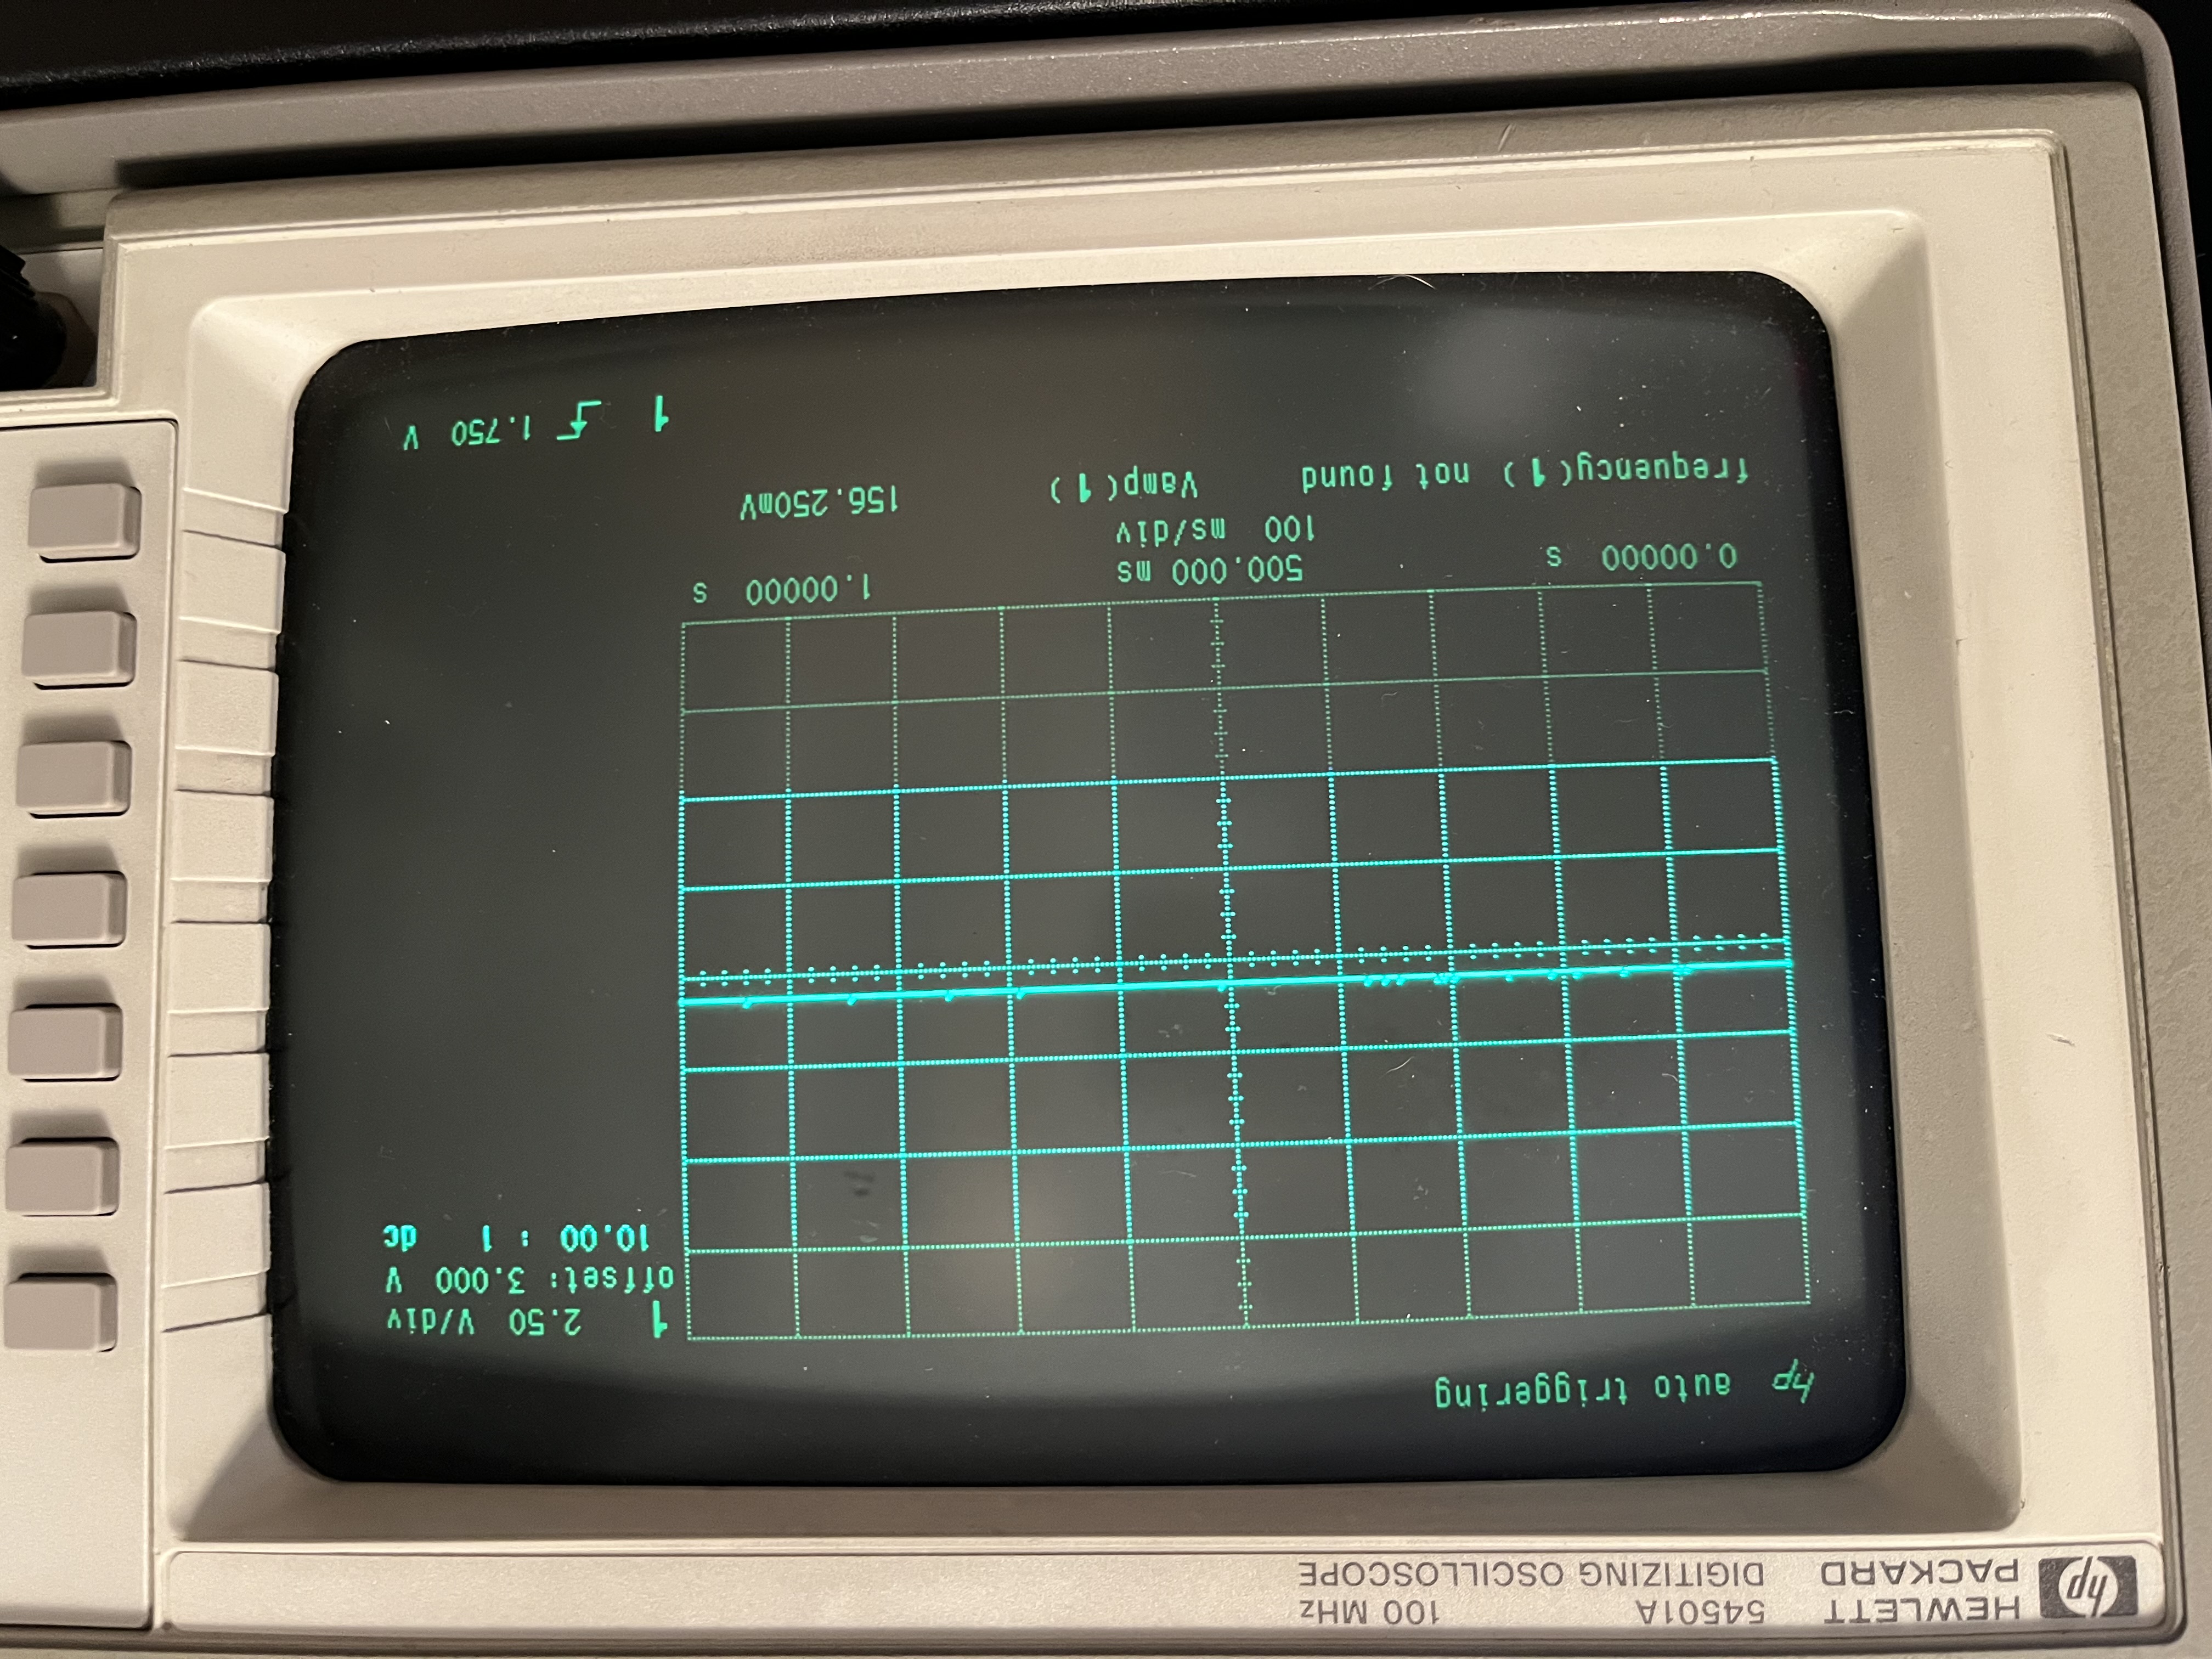 hp HEWLETT PACKARD 54501A 100 MHz
DIGITIZING OSCILLOSCOPE
hp auto triggering
1 2.50 V/div
offset: 3.000 V
10.00 : 1 dc
0.00000 s 500.000 ms 1.00000 s
100 ms/div
frequency(1) not found Vamp(1) 156.250mV
1 1.750 V